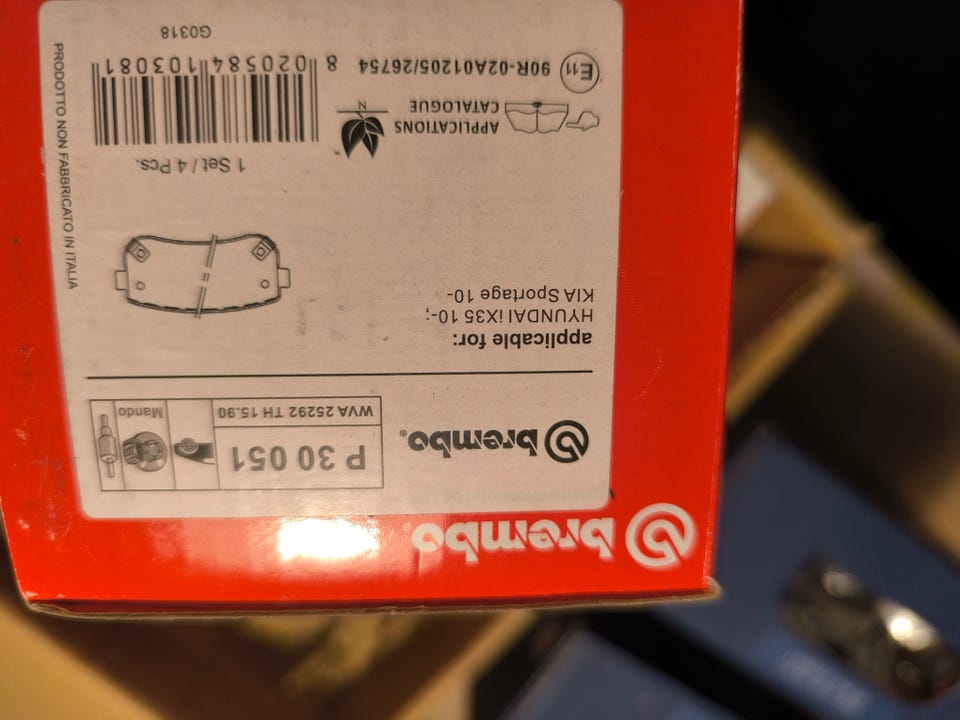 brembo®
brembo®
P 30 051
WVA 25292 TH 15.90
Mando
applicable for:
HYUNDAI iX35 10-;
KIA Sportage 10-
1 Set / 4 Pcs.
APPLICATIONS
CATALOGUE
N
™
E11
90R-02A01205/26754
8 020584 103081
G0318
PRODOTTO NON FABBRICATO IN ITALIA